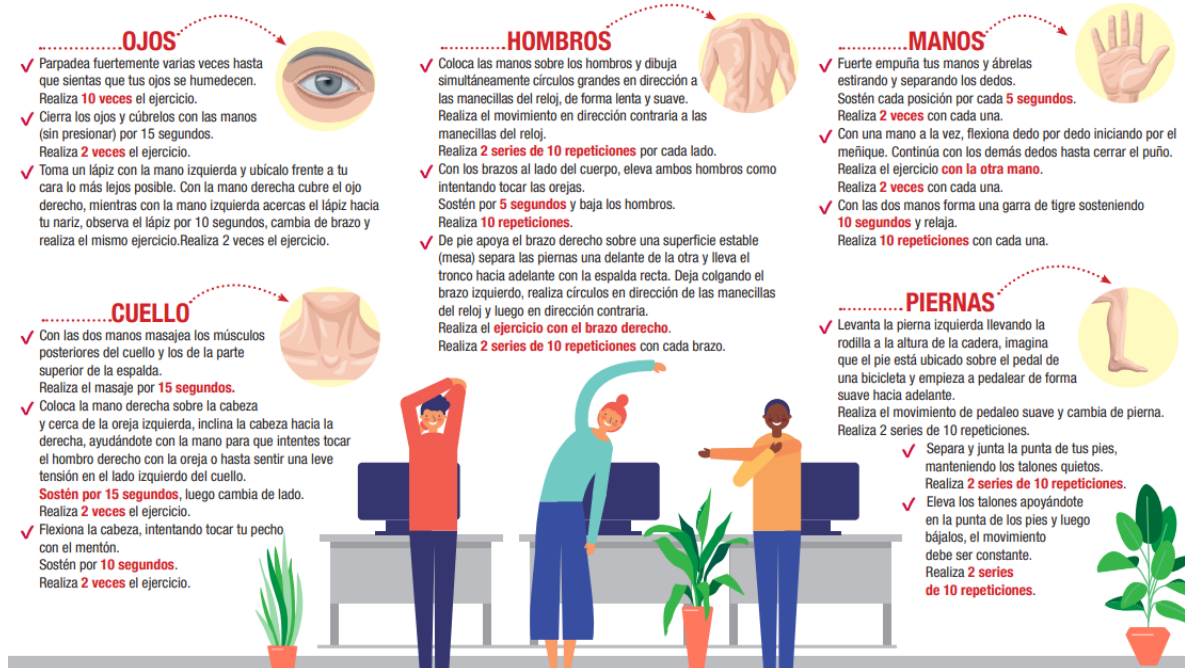 OJOS
Parpadea fuertemente varias veces hasta
que sientas que tus ojos se humedecen.
Realiza 10 veces el ejercicio.
Cierra los ojos y cúbrelos con las manos
(sin presionar) por 15 segundos.
Realiza 2 veces el ejercicio.
Toma un lápiz con la mano izquierda y ubícalo frente a tu
cara lo más lejos posible. Con la mano derecha cubre el ojo
derecho, mientras con la mano izquierda acercas el lápiz hacia
tu nariz, observa el lápiz por 10 segundos, cambia de brazo y
realiza el mismo ejercicio.Realiza 2 veces el ejercicio.
CUELLO
Con las dos manos masajea los músculos
posteriores del cuello y los de la parte
superior de la espalda.
Realiza el masaje por 15 segundos.
Coloca la mano derecha sobre la cabeza
y cerca de la oreja izquierda, inclina la cabeza hacia la
derecha, ayudándote con la mano para que intentes tocar
el hombro derecho con la oreja o hasta sentir una leve
tensión en el lado izquierdo del cuello.
Sostén por 15 segundos, luego cambia de lado.
Realiza 2 veces el ejercicio.
Flexiona la cabeza, intentando tocar tu pecho
con el mentón.
Sostén por 10 segundos.
Realiza 2 veces el ejercicio.
HOMBROS
Coloca las manos sobre los hombros y dibuja
simultáneamente círculos grandes en dirección a
las manecillas del reloj, de forma lenta y suave.
Realiza el movimiento en dirección contraria a las
manecillas del reloj.
Realiza 2 series de 10 repeticiones por cada lado.
Con los brazos al lado del cuerpo, eleva ambos hombros como
intentando tocar las orejas.
Sostén por 5 segundos y baja los hombros.
Realiza 10 repeticiones.
De pie apoya el brazo derecho sobre una superficie estable
(mesa) separa las piernas una delante de la otra y lleva el
tronco hacia adelante con la espalda recta. Deja colgando el
brazo izquierdo, realiza círculos en dirección de las manecillas
del reloj y luego en dirección contraria.
Realiza el ejercicio con el brazo derecho.
Realiza 2 series de 10 repeticiones con cada brazo.
MANOS
Fuerte empuña tus manos y ábrelas
estirando y separando los dedos.
Sostén cada posición por cada 5 segundos.
Realiza 2 veces con cada una.
Con una mano a la vez, flexiona dedo por dedo iniciando por el
meñique. Continúa con los demás dedos hasta cerrar el puño.
Realiza el ejercicio con la otra mano.
Realiza 2 veces con cada una.
Con las dos manos forma una garra de tigre sosteniendo
10 segundos y relaja.
Realiza 10 repeticiones con cada una.
PIERNAS
Levanta la pierna izquierda llevando la
rodilla a la altura de la cadera, imagina
que el pie está ubicado sobre el pedal de
una bicicleta y empieza a pedalear de forma
suave hacia adelante.
Realiza el movimiento de pedaleo suave y cambia de pierna.
Realiza 2 series de 10 repeticiones.
Separa y junta la punta de tus pies,
manteniendo los talones quietos.
Realiza 2 series de 10 repeticiones.
Eleva los talones apoyándote
en la punta de los pies y luego
bájalos, el movimiento
debe ser constante.
Realiza 2 series
de 10 repeticiones.